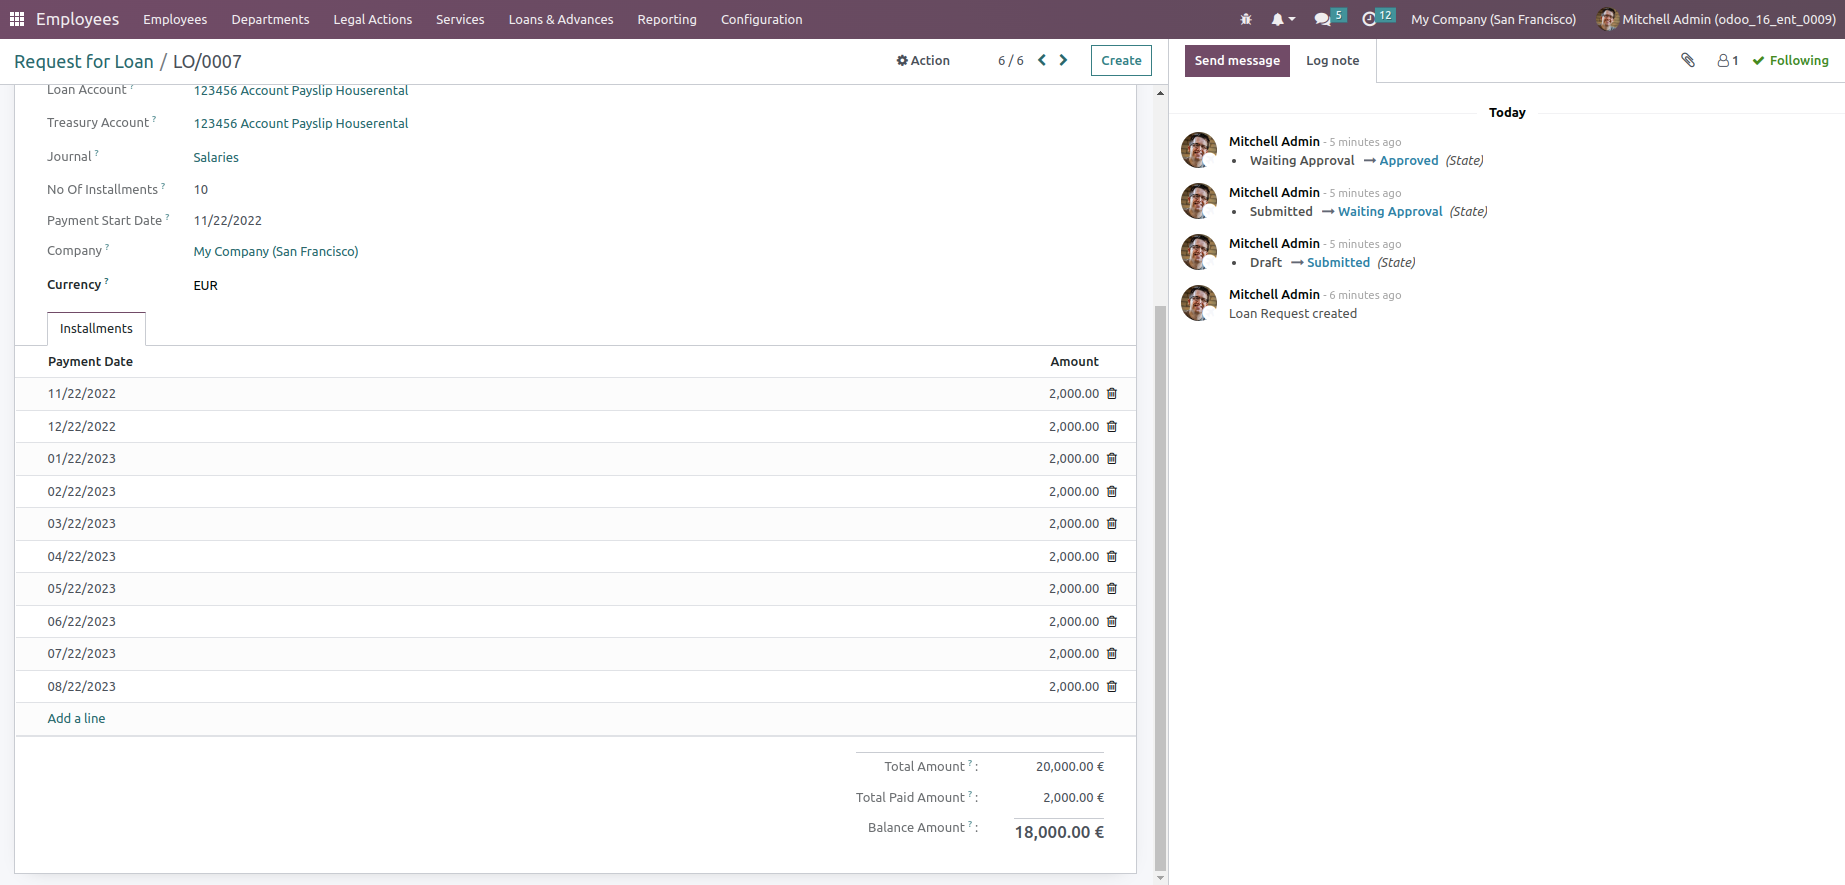 Employees Employees Departments Legal Actions Services Loans & Advances Reporting Configuration 5 12 My Company (San Francisco) Mitchell Admin (odoo_16_ent_0009)
Request for Loan / LO/0007 Action 6 / 6 Create
Loan Account ? 123456 Account Payslip Houserental
Treasury Account ? 123456 Account Payslip Houserental
Journal ? Salaries
No Of Installments ? 10
Payment Start Date ? 11/22/2022
Company ? My Company (San Francisco)
Currency ? EUR
Installments
Payment Date Amount
11/22/2022 2,000.00
12/22/2022 2,000.00
01/22/2023 2,000.00
02/22/2023 2,000.00
03/22/2023 2,000.00
04/22/2023 2,000.00
05/22/2023 2,000.00
06/22/2023 2,000.00
07/22/2023 2,000.00
08/22/2023 2,000.00
Add a line
Total Amount ? : 20,000.00 €
Total Paid Amount ? : 2,000.00 €
Balance Amount ? : 18,000.00 €
Send message Log note 1 Following
Today
Mitchell Admin - 5 minutes ago
• Waiting Approval → Approved (State)
Mitchell Admin - 5 minutes ago
• Submitted → Waiting Approval (State)
Mitchell Admin - 5 minutes ago
• Draft → Submitted (State)
Mitchell Admin - 6 minutes ago
Loan Request created